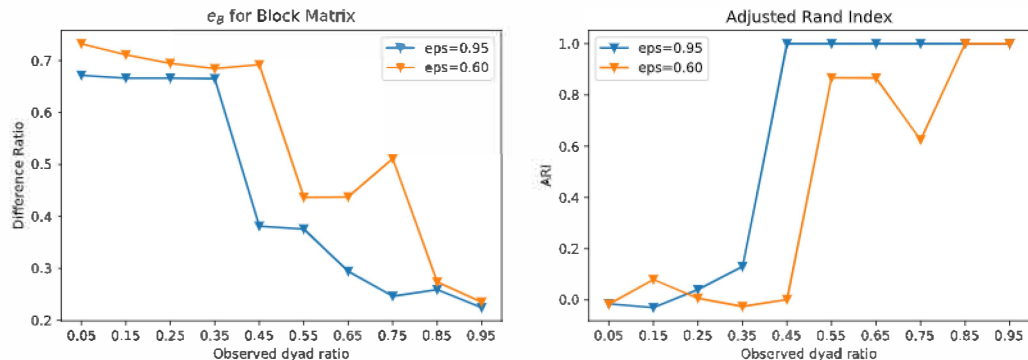 e_B for Block Matrix
eps=0.95
eps=0.60
Difference Ratio
0.7
0.6
0.5
0.4
0.3
0.2
0.05 0.15 0.25 0.35 0.45 0.55 0.65 0.75 0.85 0.95
Observed dyad ratio
Adjusted Rand Index
eps=0.95
eps=0.60
ARI
1.0
0.8
0.6
0.4
0.2
0.0
0.05 0.15 0.25 0.35 0.45 0.55 0.65 0.75 0.85 0.95
Observed dyad ratio